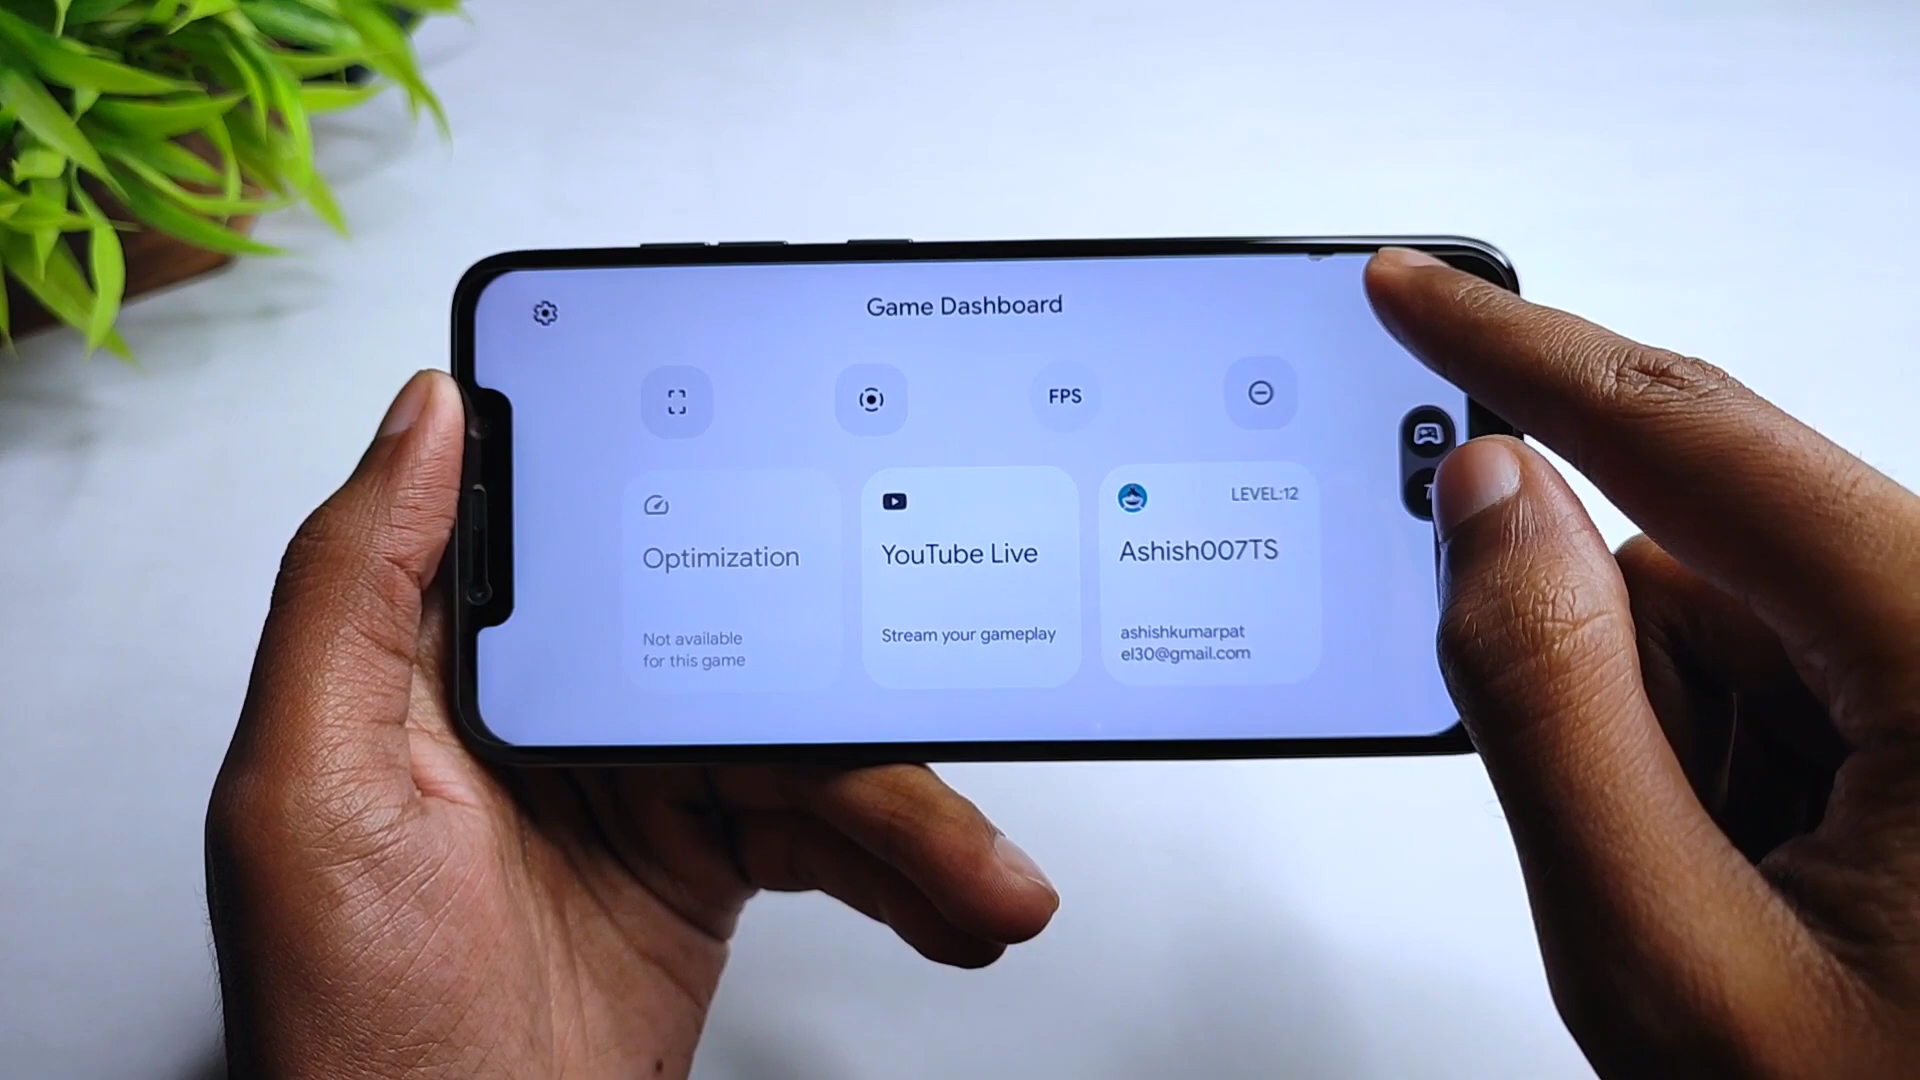 Game Dashboard
FPS
Optimization
Not available
for this game
YouTube Live
Stream your gameplay
LEVEL:12
Ashish007TS
ashishkumarpat
el30@gmail.com